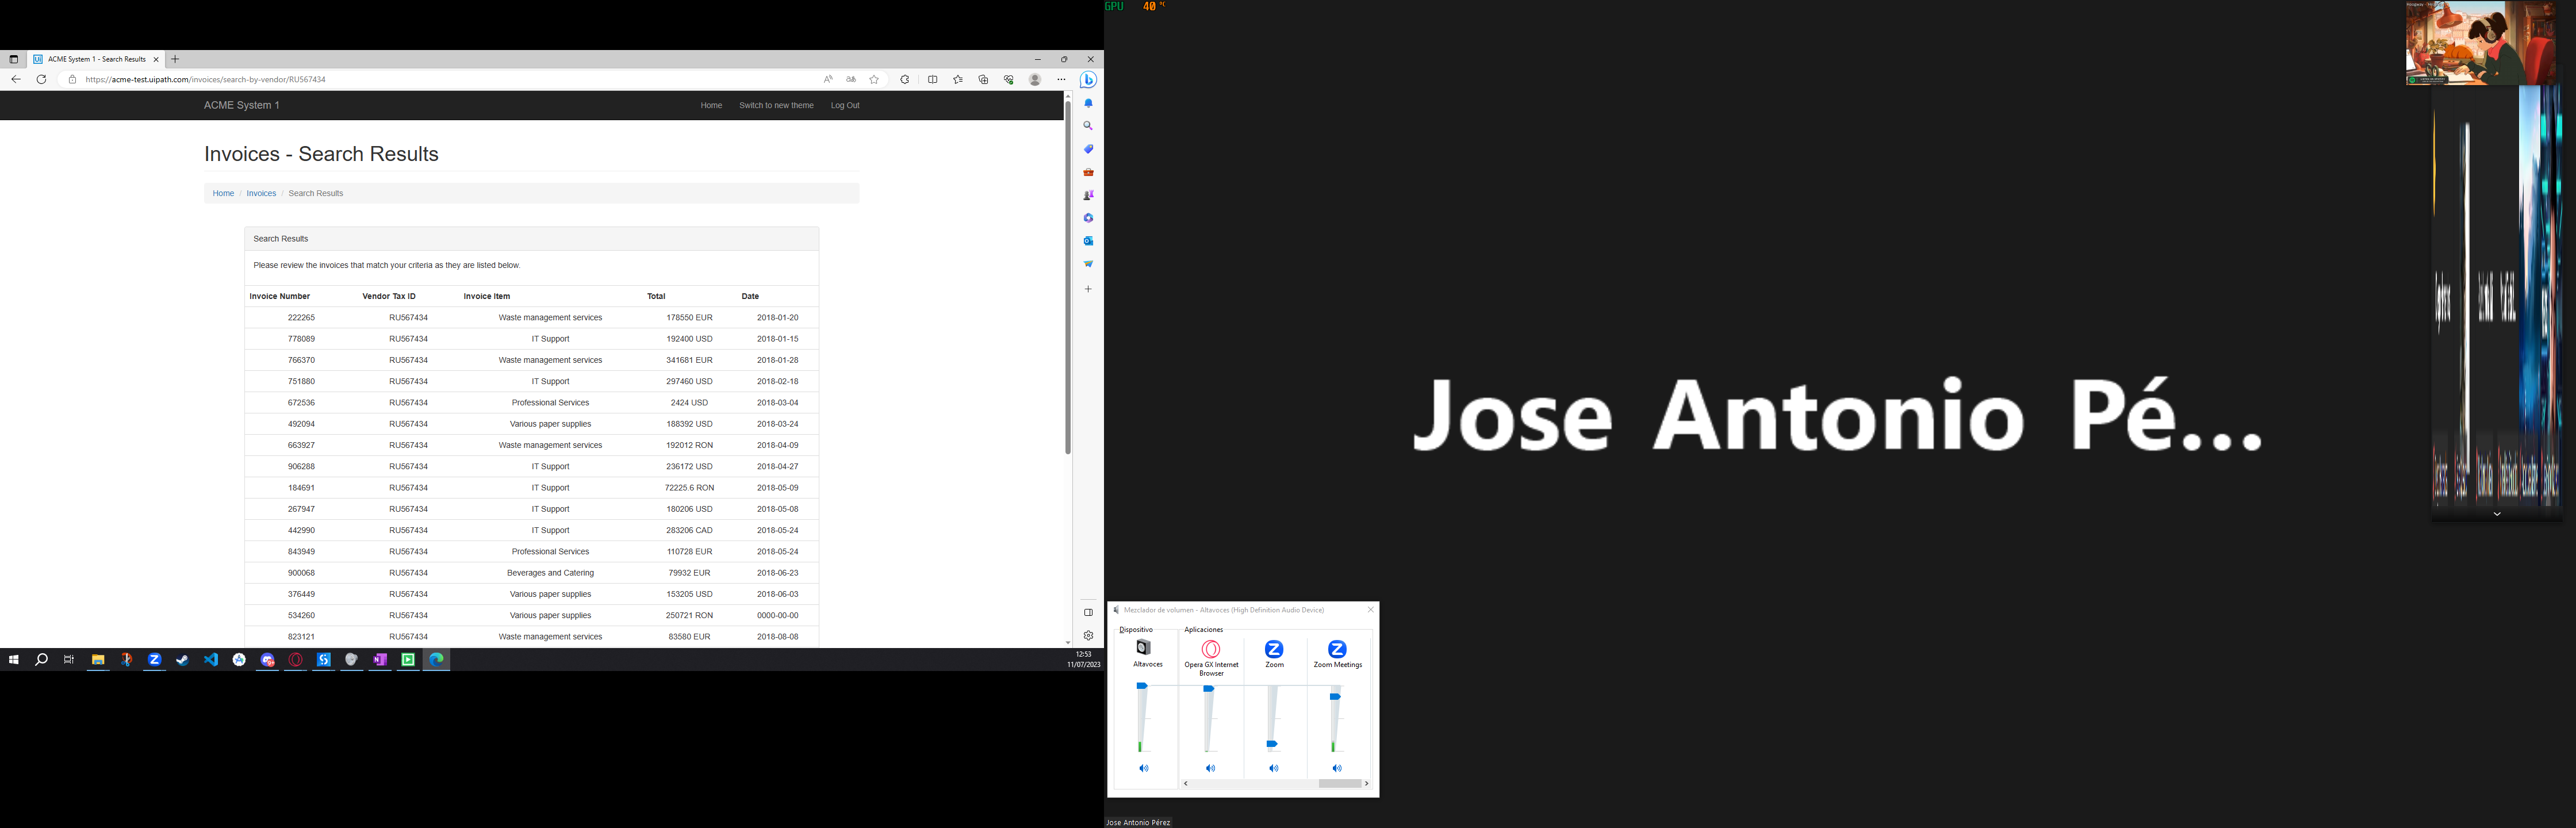 ACME System 1 - Search Results
https://acme-test.uipath.com/invoices/search-by-vendor/RU567434
ACME System 1
Home Switch to new theme Log Out
Invoices - Search Results
Home / Invoices / Search Results
Search Results
Please review the invoices that match your criteria as they are listed below.
Invoice Number Vendor Tax ID Invoice Item Total Date
222265 RU567434 Waste management services 178550 EUR 2018-01-20
778089 RU567434 IT Support 192400 USD 2018-01-15
766370 RU567434 Waste management services 341681 EUR 2018-01-28
751880 RU567434 IT Support 297460 USD 2018-02-18
672536 RU567434 Professional Services 2424 USD 2018-03-04
492094 RU567434 Various paper supplies 188392 USD 2018-03-24
663927 RU567434 Waste management services 192012 RON 2018-04-09
906288 RU567434 IT Support 236172 USD 2018-04-27
184691 RU567434 IT Support 72225.6 RON 2018-05-09
267947 RU567434 IT Support 180206 USD 2018-05-08
442990 RU567434 IT Support 283206 CAD 2018-05-24
843949 RU567434 Professional Services 110728 EUR 2018-05-24
900068 RU567434 Beverages and Catering 79932 EUR 2018-06-23
376449 RU567434 Various paper supplies 153205 USD 2018-06-03
534260 RU567434 Various paper supplies 250721 RON 0000-00-00
823121 RU567434 Waste management services 83580 EUR 2018-08-08
12:53
11/07/2023
GPU 40 °C
Jose Antonio Pé...
Mezclador de volumen - Altavoces (High Definition Audio Device)
Dispositivo Aplicaciones
Altavoces
Opera GX Internet
Browser
Zoom
Zoom Meetings
Jose Antonio Pérez